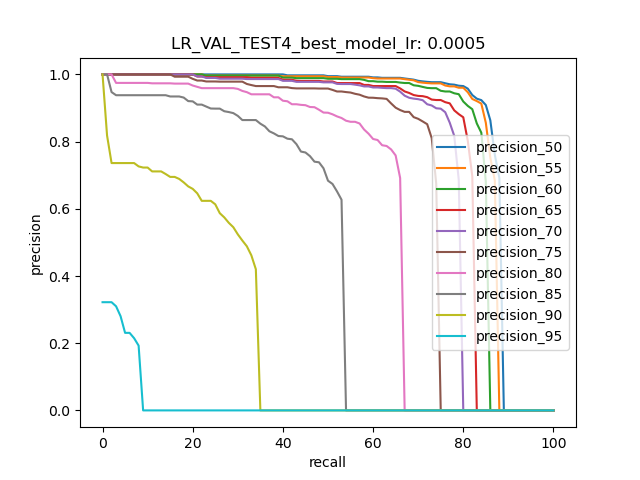 LR_VAL_TEST4_best_model_lr: 0.0005
1.0
0.8
0.6
0.4
0.2
0.0
precision
precision_50
precision_55
precision_60
precision_65
precision_70
precision_75
precision_80
precision_85
precision_90
precision_95
0 20 40 60 80 100
recall